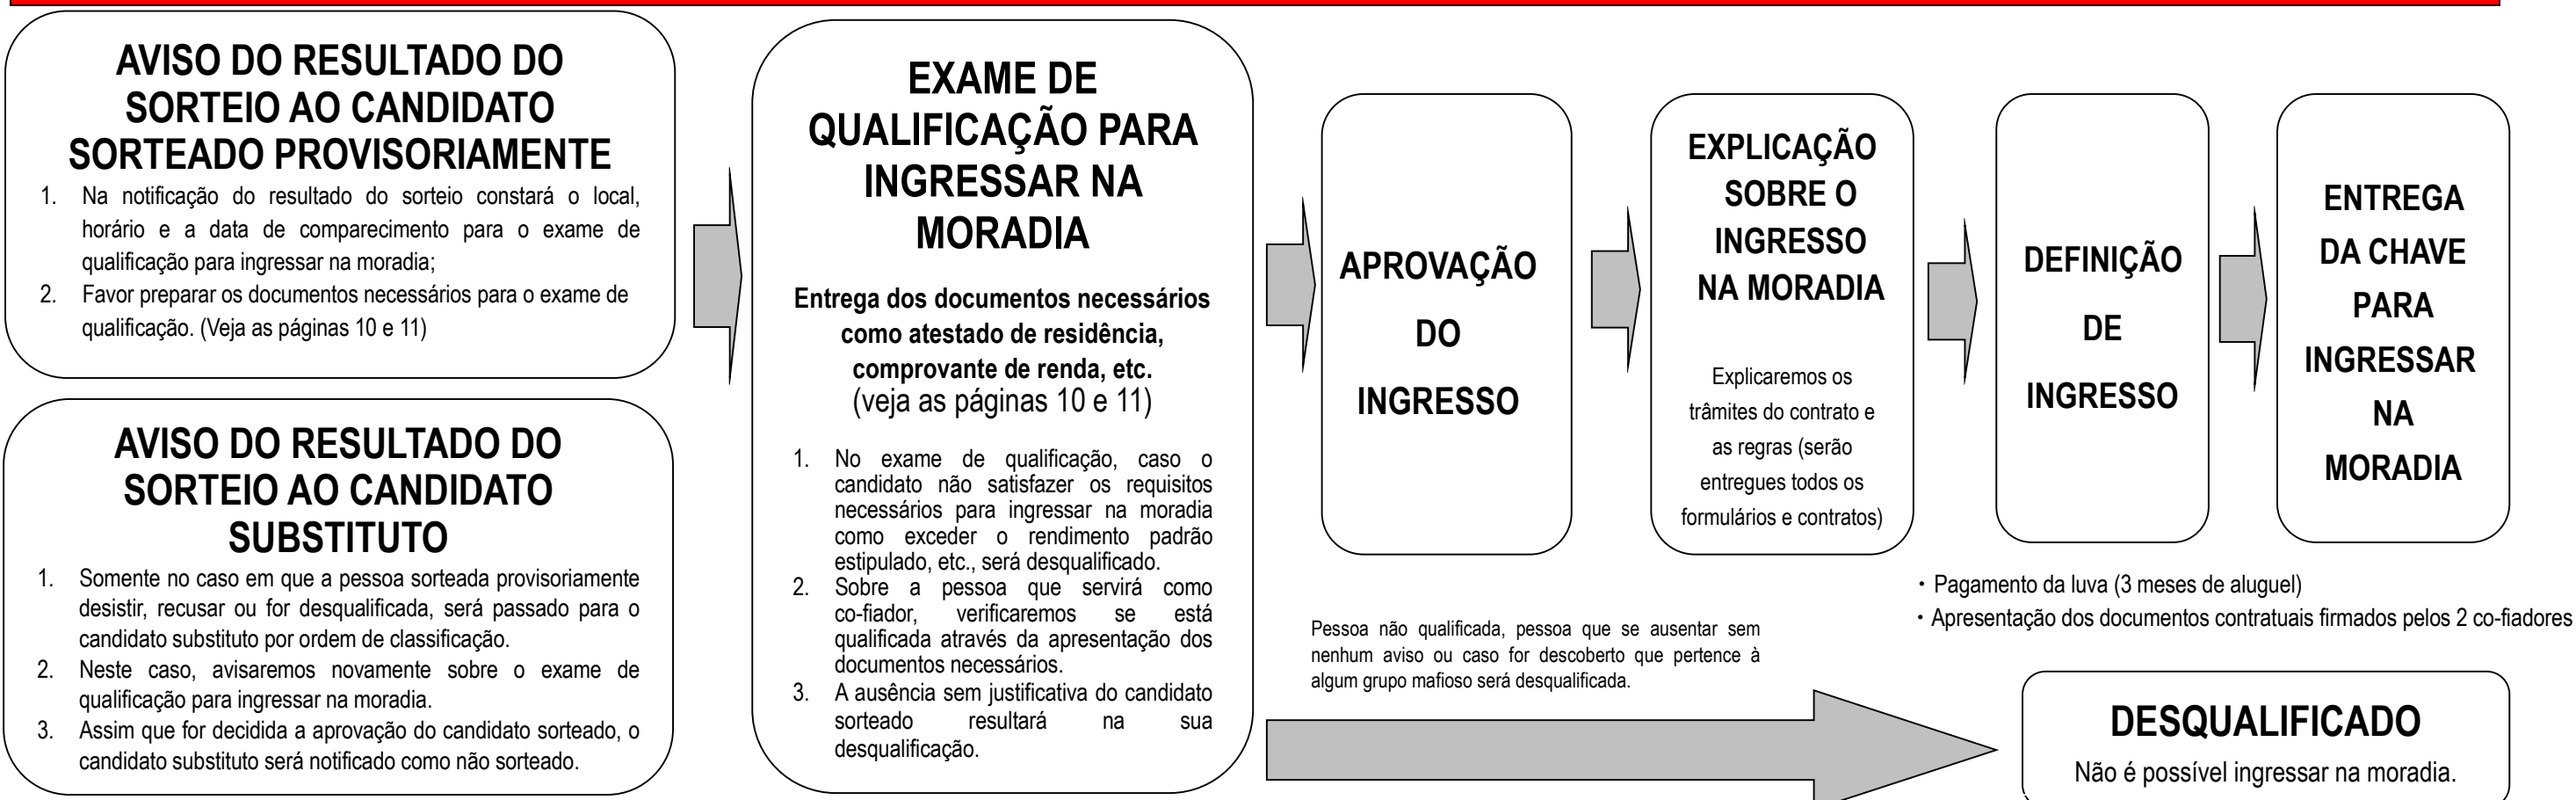 AVISO DO RESULTADO DO
SORTEIO AO CANDIDATO
SORTEADO PROVISORIAMENTE
1. Na notificação do resultado do sorteio constará o local,
horário e a data de comparecimento para o exame de
qualificação para ingressar na moradia;
2. Favor preparar os documentos necessários para o exame de
qualificação. (Veja as páginas 10 e 11)
AVISO DO RESULTADO DO
SORTEIO AO CANDIDATO
SUBSTITUTO
1. Somente no caso em que a pessoa sorteada provisoriamente
desistir, recusar ou for desqualificada, será passado para o
candidato substituto por ordem de classificação.
2. Neste caso, avisaremos novamente sobre o exame de
qualificação para ingressar na moradia.
3. Assim que for decidida a aprovação do candidato sorteado, o
candidato substituto será notificado como não sorteado.
EXAME DE
QUALIFICAÇÃO PARA
INGRESSAR NA
MORADIA
Entrega dos documentos necessários
como atestado de residência,
comprovante de renda, etc.
(veja as páginas 10 e 11)
1. No exame de qualificação, caso o
candidato não satisfazer os requisitos
necessários para ingressar na moradia
como exceder o rendimento padrão
estipulado, etc., será desqualificado.
2. Sobre a pessoa que servirá como
co-fiador, verificaremos se está
qualificada através da apresentação dos
documentos necessários.
3. A ausência sem justificativa do candidato
sorteado resultará na sua
desqualificação.
APROVAÇÃO
DO
INGRESSO
EXPLICAÇÃO
SOBRE O
INGRESSO
NA MORADIA
Explicaremos os
trâmites do contrato e
as regras (serão
entregues todos os
formulários e contratos)
DEFINIÇÃO
DE
INGRESSO
ENTREGA
DA CHAVE
PARA
INGRESSAR
NA
MORADIA
・Pagamento da luva (3 meses de aluguel)
・Apresentação dos documentos contratuais firmados pelos 2 co-fiadores
Pessoa não qualificada, pessoa que se ausentar sem
nenhum aviso ou caso for descoberto que pertence à
algum grupo mafioso será desqualificada.
DESQUALIFICADO
Não é possível ingressar na moradia.